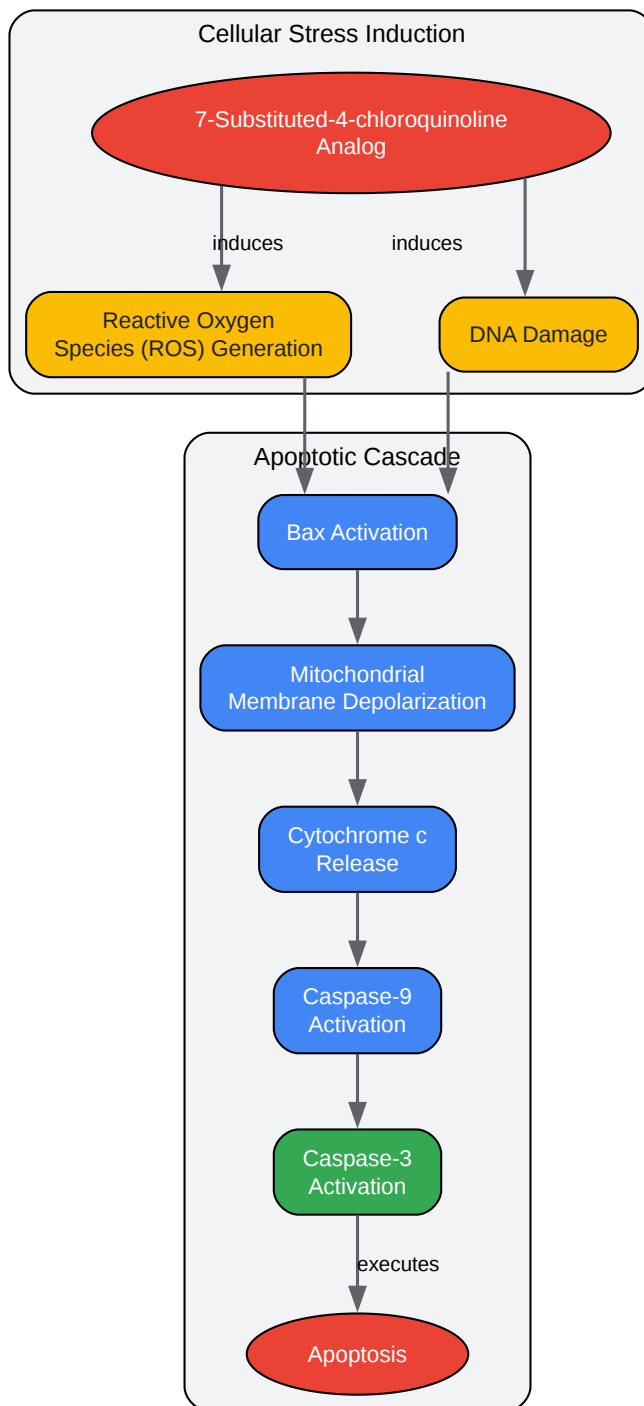 Cellular Stress Induction
7-Substituted-4-chloroquinoline
Analog
induces
induces
Reactive Oxygen
Species (ROS) Generation
DNA Damage
Apoptotic Cascade
Bax Activation
Mitochondrial
Membrane Depolarization
Cytochrome c
Release
Caspase-9
Activation
Caspase-3
Activation
executes
Apoptosis